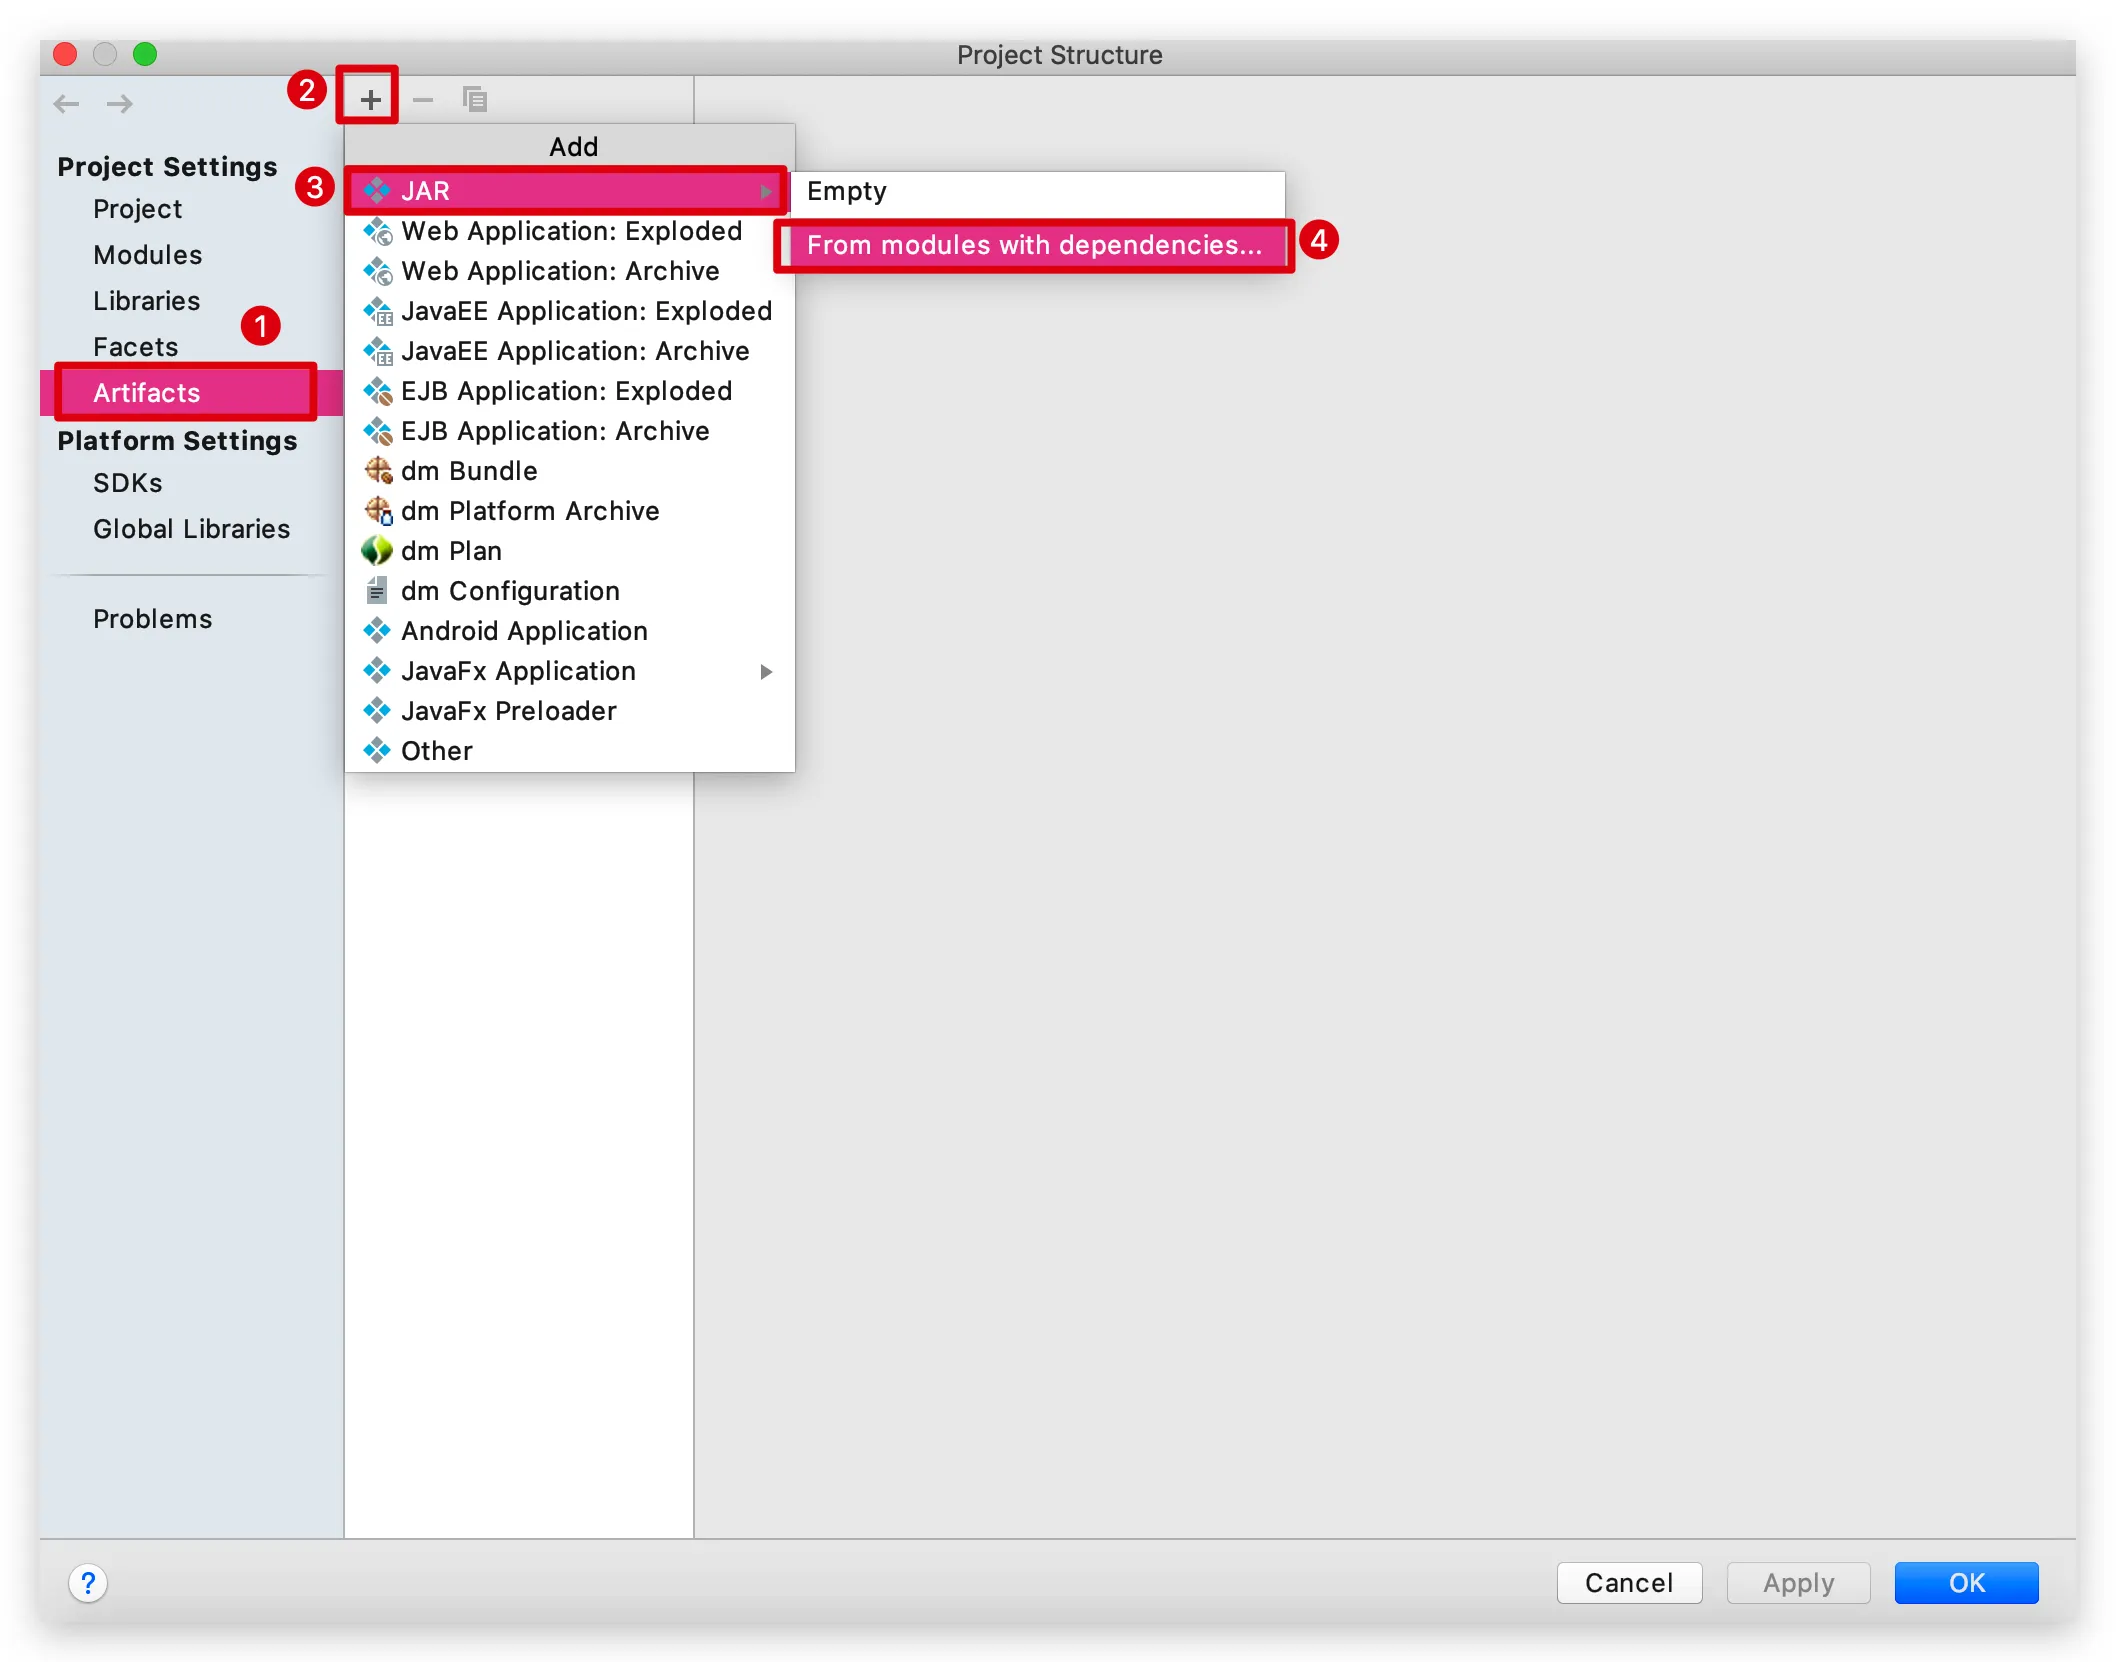 Project Structure
2
Project Settings
Project
Modules
Libraries
Facets
1
Artifacts
Platform Settings
SDKs
Global Libraries
Problems
Add
3
JAR
Web Application: Exploded
Web Application: Archive
JavaEE Application: Exploded
JavaEE Application: Archive
EJB Application: Exploded
EJB Application: Archive
dm Bundle
dm Platform Archive
dm Plan
dm Configuration
Android Application
JavaFx Application
JavaFx Preloader
Other
Empty
From modules with dependencies...
4
?
Cancel
Apply
OK